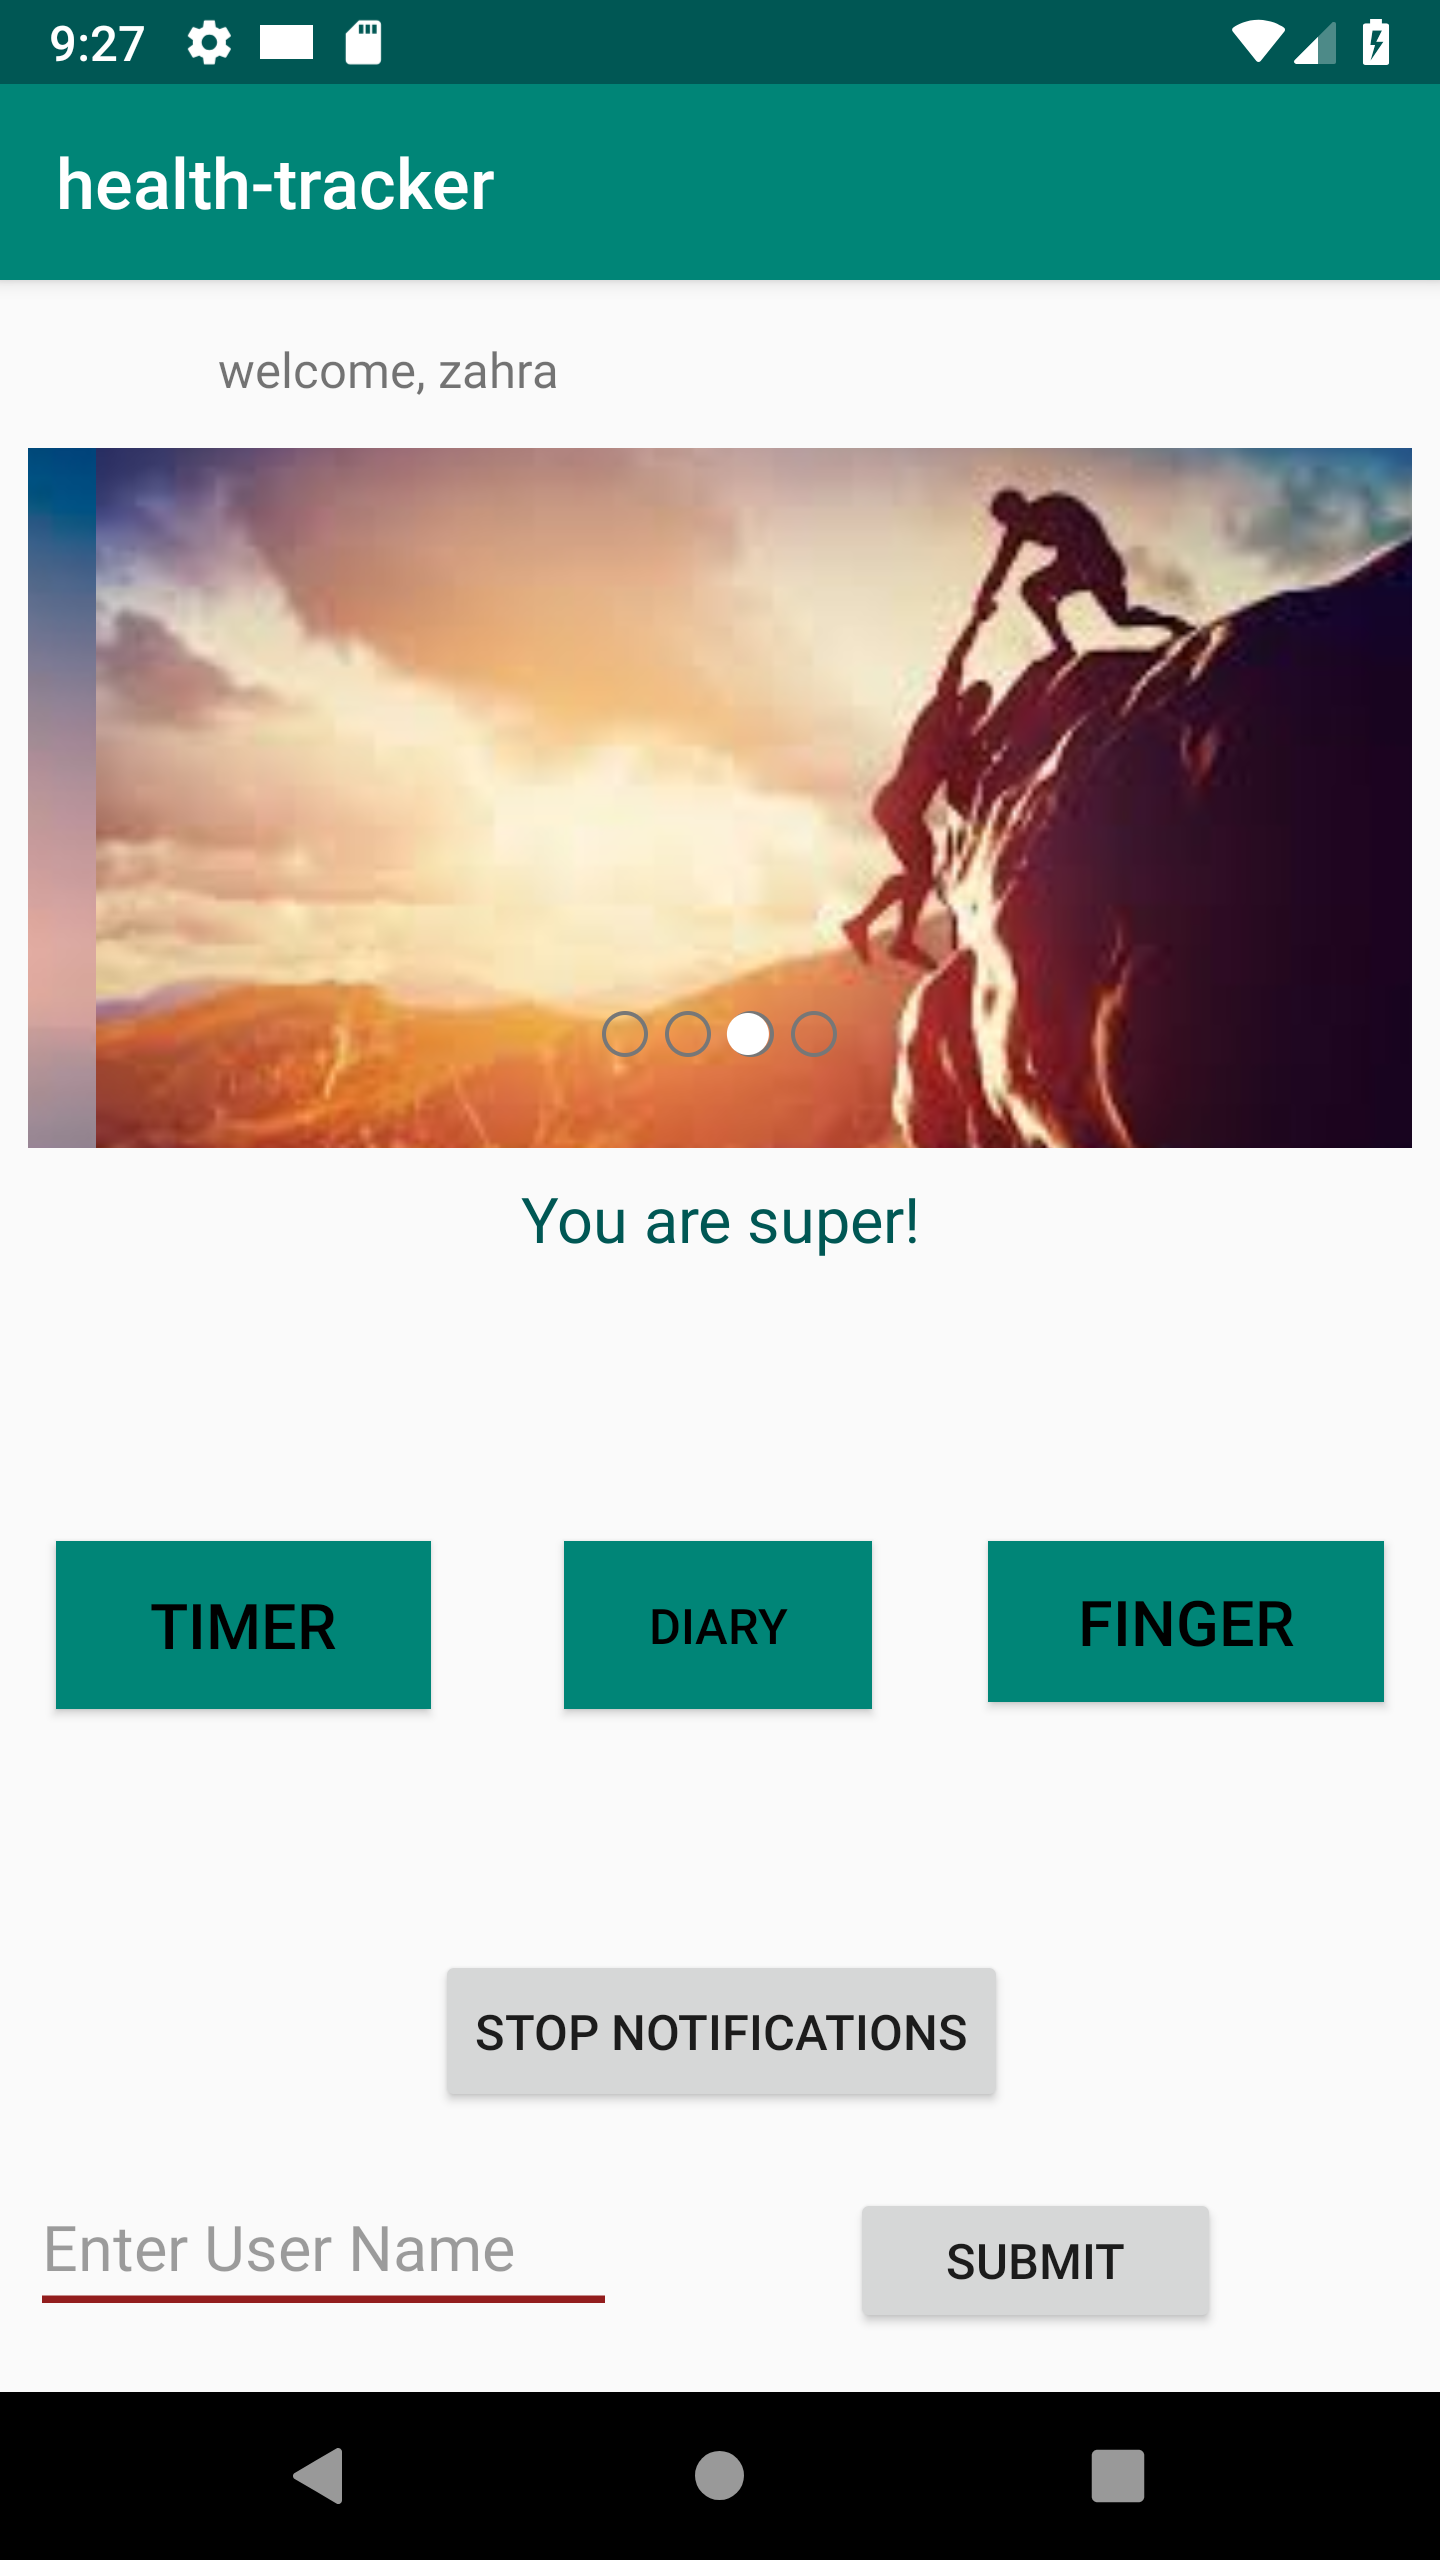 9:27
health-tracker
welcome, zahra
You are super!
TIMER
DIARY
FINGER
STOP NOTIFICATIONS
Enter User Name
SUBMIT